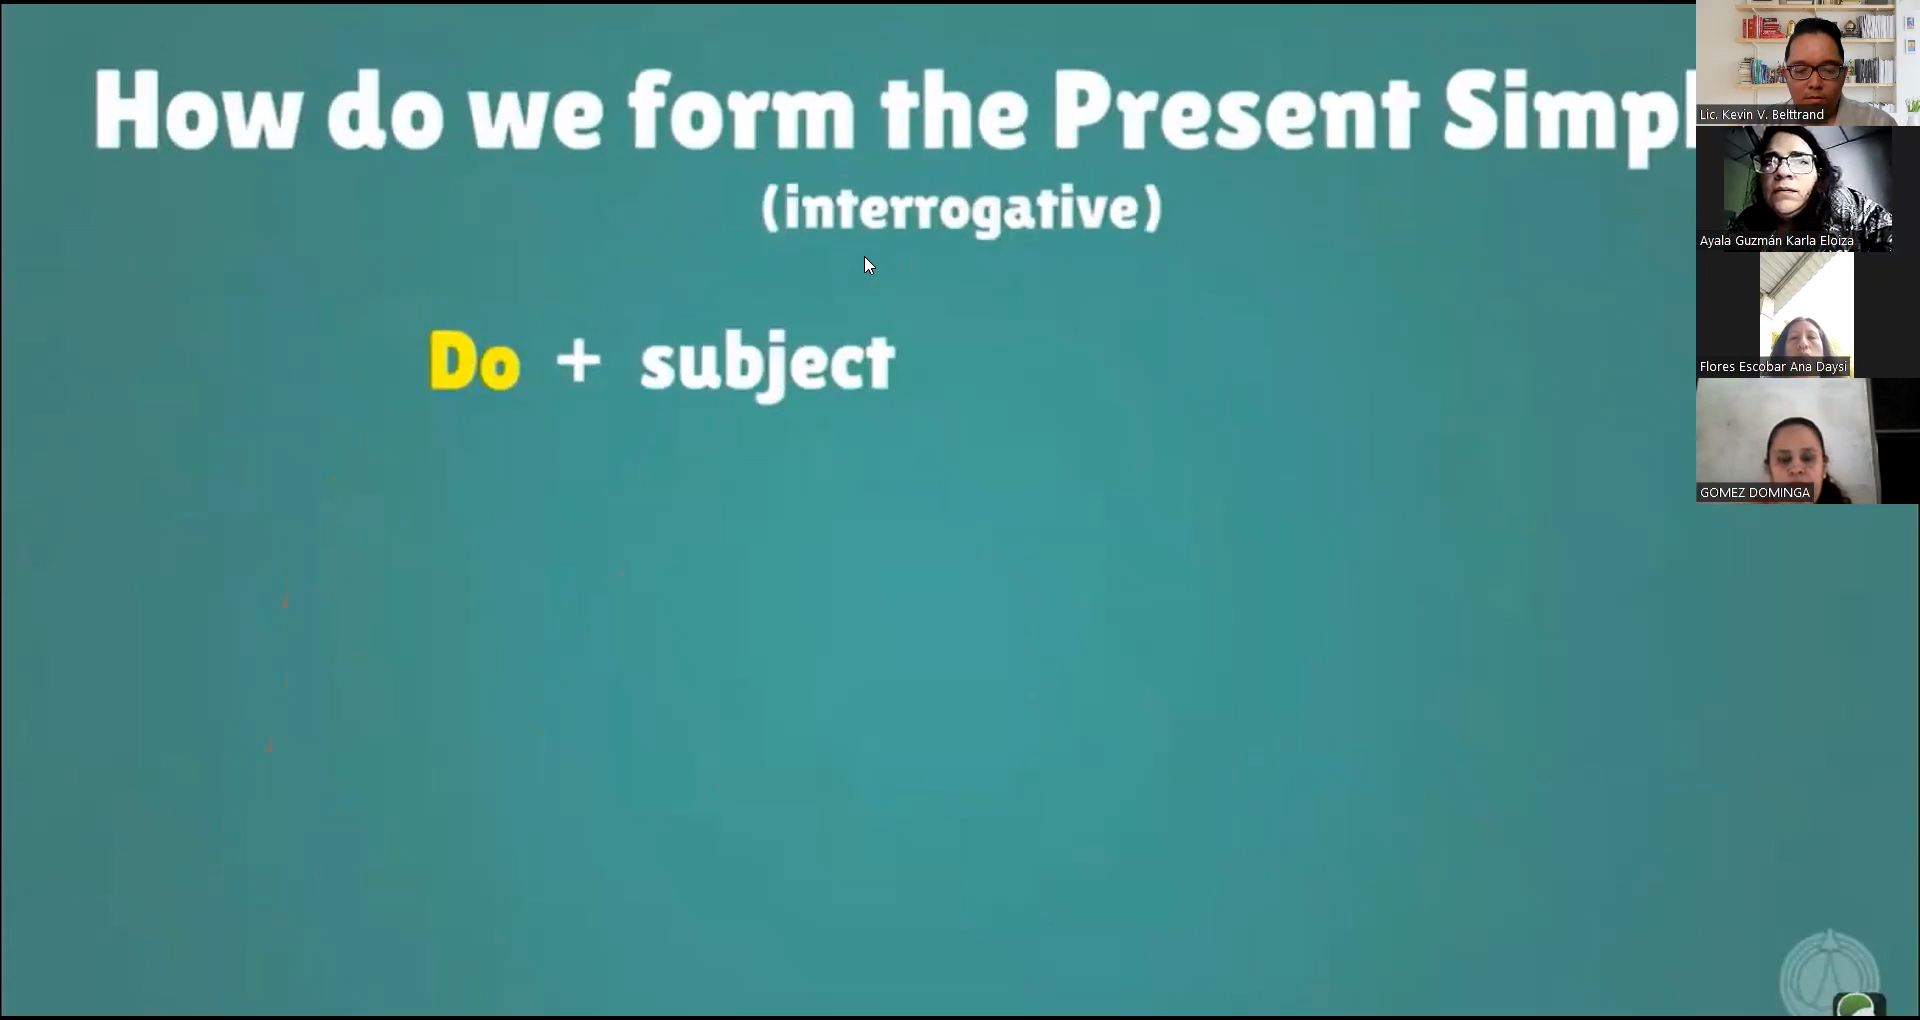 How do we form the Present Simpl
(interrogative)
Do + subject
Lic. Kevin V. Belttrand
Ayala Guzmán Karla Eloiza
Flores Escobar Ana Daysi
GOMEZ DOMINGA